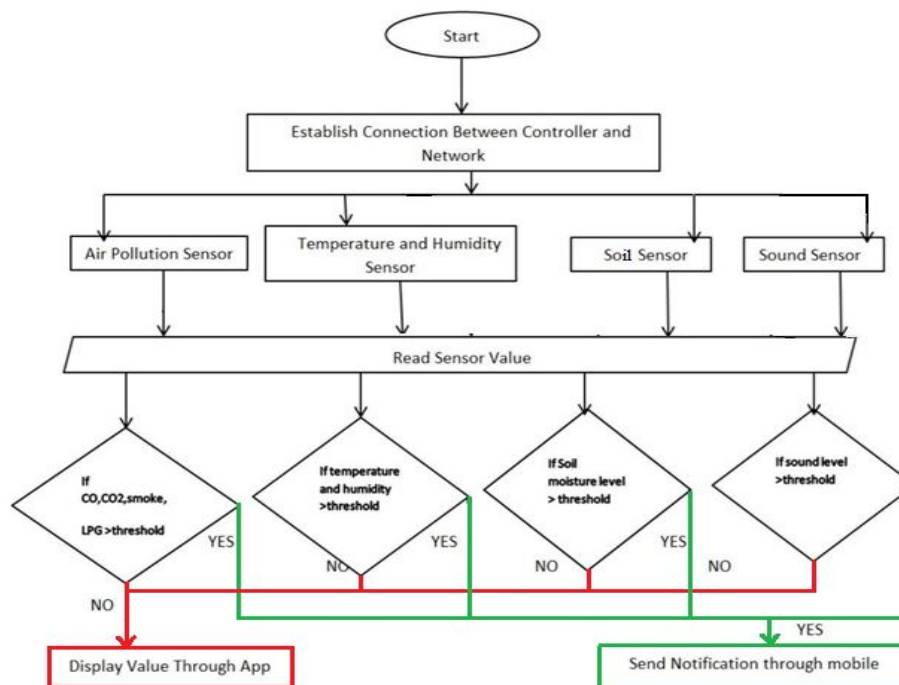 Start
Establish Connection Between Controller and
Network
Air Pollution Sensor
Temperature and Humidity
Sensor
Soil Sensor
Sound Sensor
Read Sensor Value
If
CO,CO2,smoke,
LPG >threshold
If temperature
and humidity
>threshold
If Soil
moisture level
> threshold
If sound level
>threshold
YES
YES
NO
NO
NO
NO
YES
Display Value Through App
Send Notification through mobile